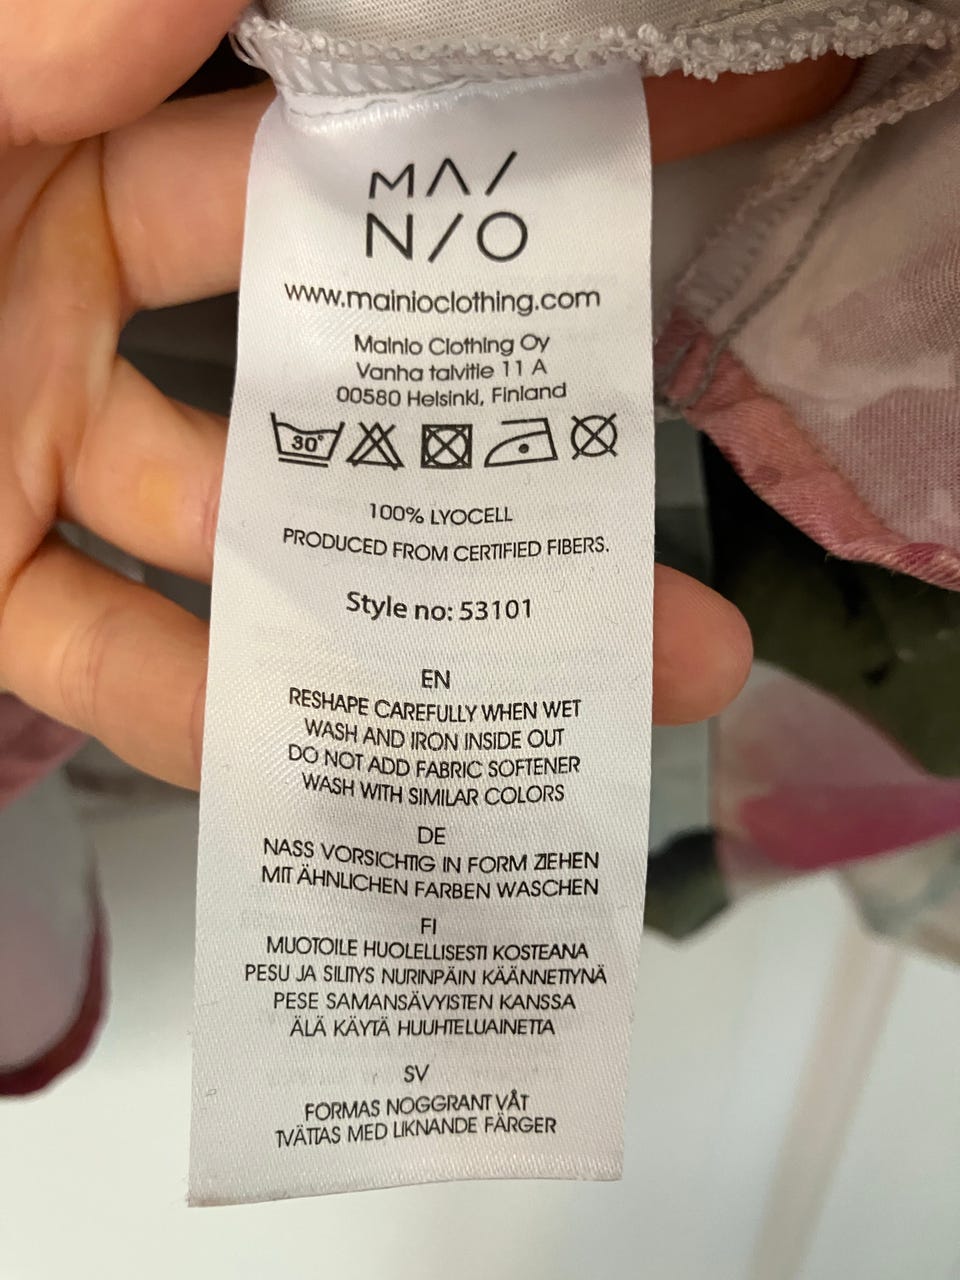 MAI
NIO
www.mainioclothing.com
Mainio Clothing Oy
Vanha talvitie 11 A
00580 Helsinki, Finland
30°
100% LYOCELL
PRODUCED FROM CERTIFIED FIBERS.
Style no: 53101
EN
RESHAPE CAREFULLY WHEN WET
WASH AND IRON INSIDE OUT
DO NOT ADD FABRIC SOFTENER
WASH WITH SIMILAR COLORS
DE
NASS VORSICHTIG IN FORM ZIEHEN
MIT ÄHNLICHEN FARBEN WASCHEN
FI
MUOTOILE HUOLELLISESTI KOSTEANA
PESU JA SILITYS NURINPÄIN KÄÄNNETTYNÄ
PESE SAMANSÄVYISTEN KANSSA
ÄLÄ KÄYTÄ HUUHTELUAINETTA
SV
FORMAS NOGGRANT VÅT
TVÄTTAS MED LIKNANDE FÄRGER